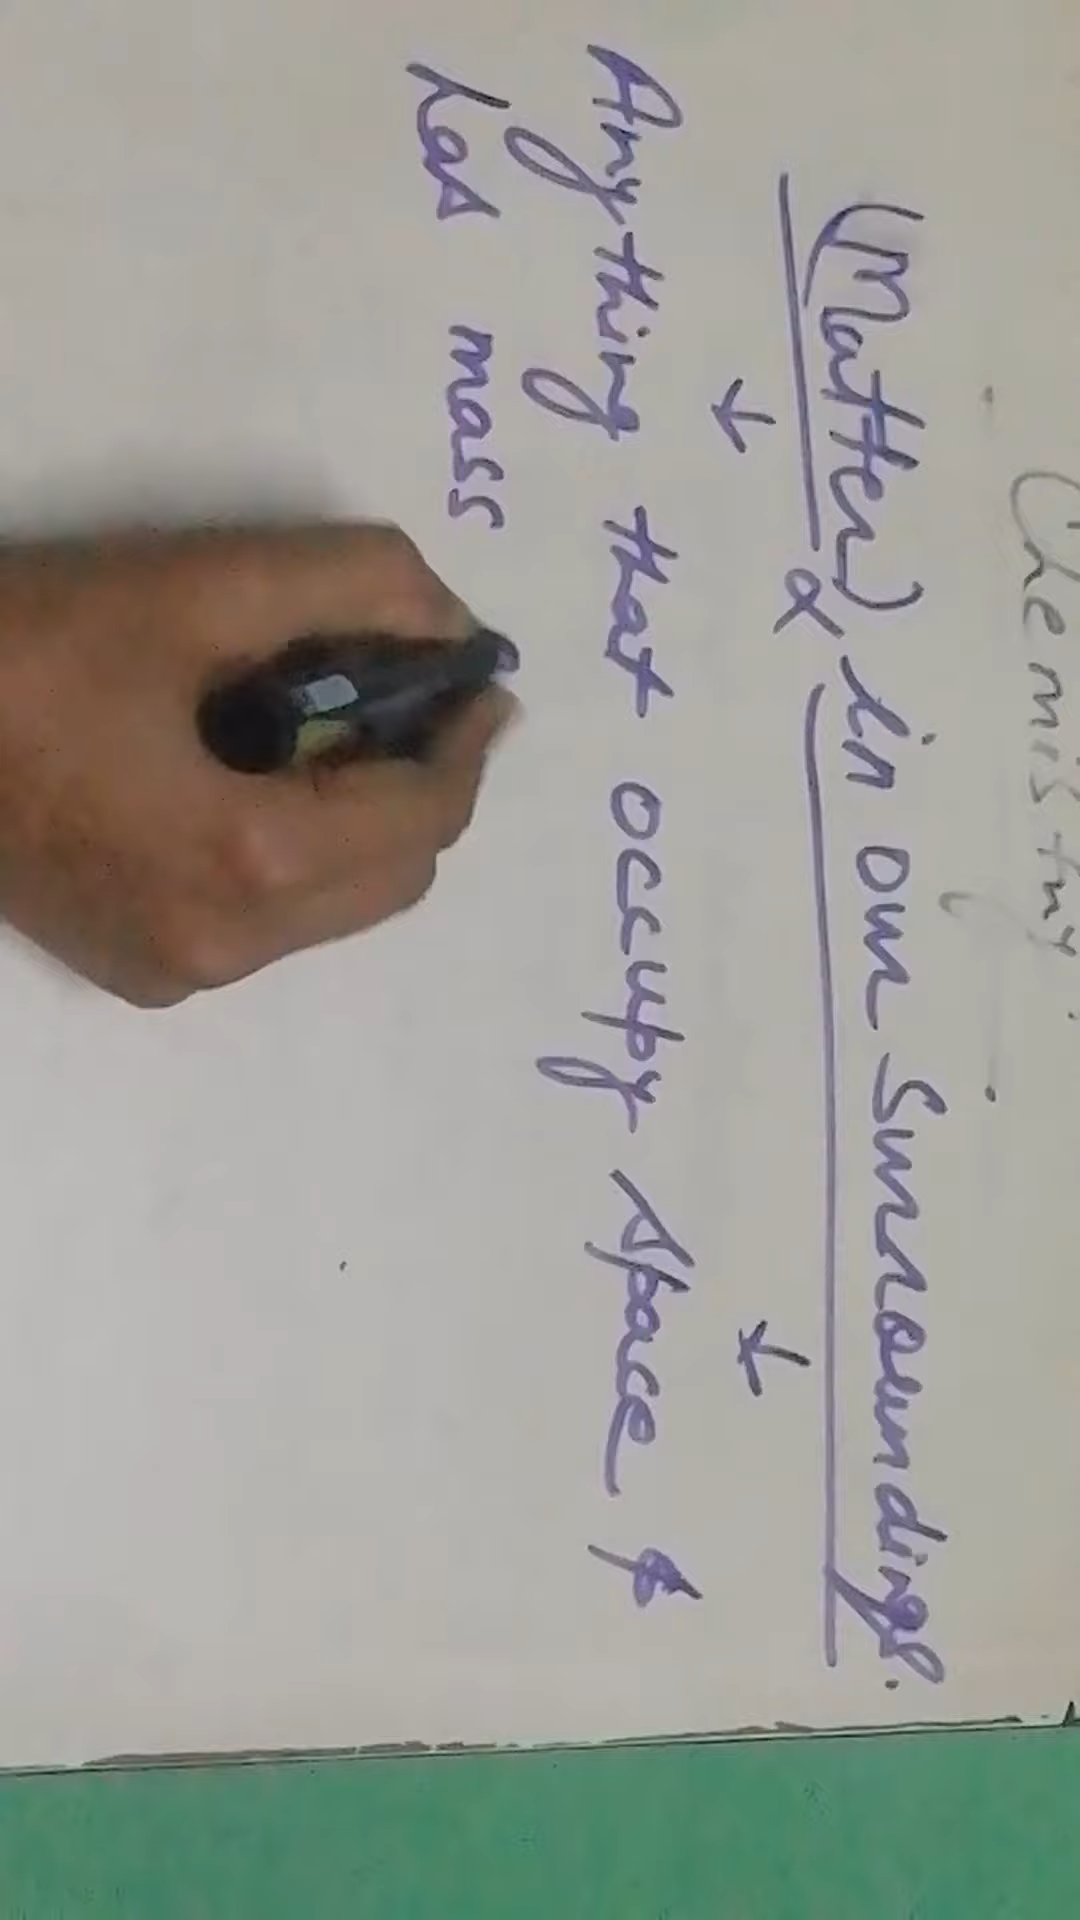 Chemistry
(Matter) in our Surroundings.
Anything that occupy space &
has mass